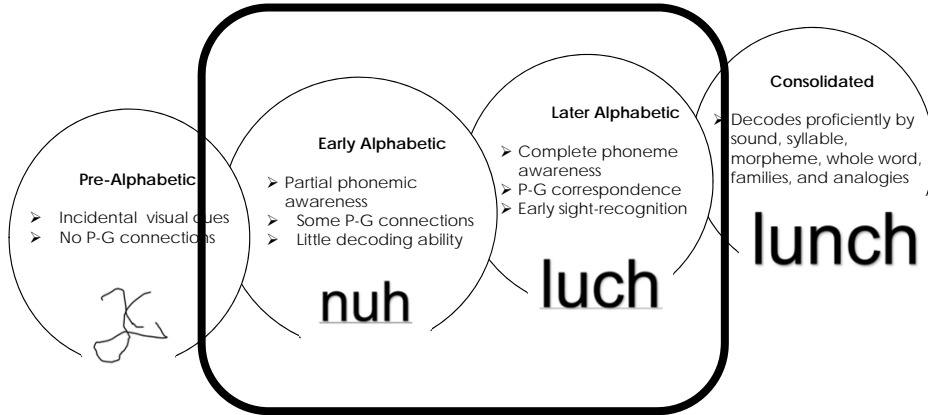 Pre-Alphabetic
➢ Incidental visual cues
➢ No P-G connections
Early Alphabetic
➢ Partial phonemic
awareness
➢ Some P-G connections
➢ Little decoding ability
nuh
Later Alphabetic
➢ Complete phoneme
awareness
➢ P-G correspondence
➢ Early sight-recognition
luch
Consolidated
➢ Decodes proficiently by
sound, syllable,
morpheme, whole word,
families, and analogies
lunch